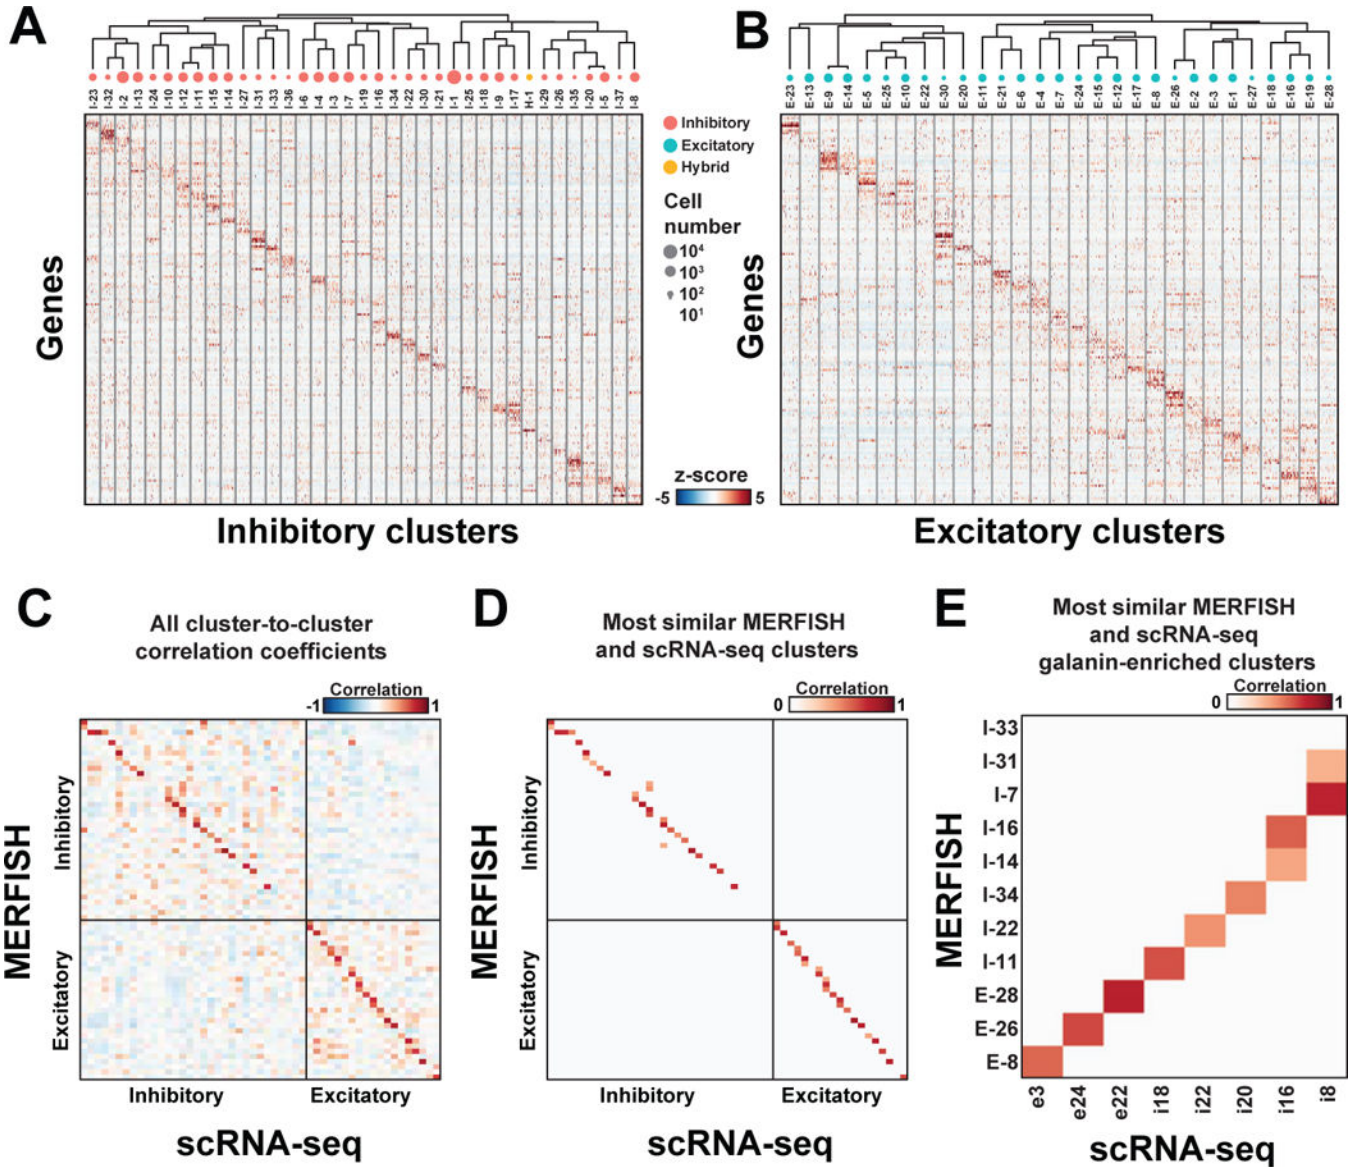 A
I-23 I-32 I-2 I-13 I-24 I-10 I-12 I-11 I-15 I-14 I-27 I-31 I-33 I-36 I-6 I-4 I-3 I-7 I-19 I-16 I-34 I-22 I-30 I-21 I-1 I-25 I-18 I-9 I-17 H-1 I-29 I-26 I-35 I-20 I-5 I-37 I-8
Genes
Inhibitory clusters
Inhibitory
Excitatory
Hybrid
Cell
number
10⁴
10³
10²
10¹
z-score
-5 5
B
E-23 E-13 E-9 E-14 E-5 E-25 E-10 E-22 E-30 E-20 E-11 E-21 E-6 E-4 E-7 E-24 E-15 E-12 E-17 E-8 E-26 E-2 E-3 E-1 E-27 E-18 E-16 E-19 E-28
Genes
Excitatory clusters
C
All cluster-to-cluster
correlation coefficients
Correlation
-1 1
MERFISH
Inhibitory
Excitatory
Inhibitory Excitatory
scRNA-seq
D
Most similar MERFISH
and scRNA-seq clusters
Correlation
0 1
MERFISH
Inhibitory
Excitatory
Inhibitory Excitatory
scRNA-seq
E
Most similar MERFISH
and scRNA-seq
galanin-enriched clusters
Correlation
0 1
MERFISH
I-33
I-31
I-7
I-16
I-14
I-34
I-22
I-11
E-28
E-26
E-8
e3 e24 e22 i18 i22 i20 i16 i8
scRNA-seq